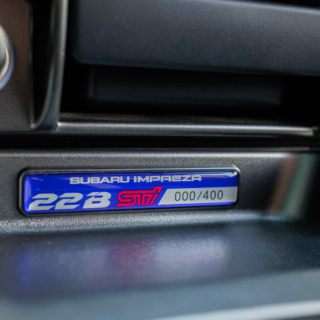 SUBARU IMPREZA
22B STi 000/400